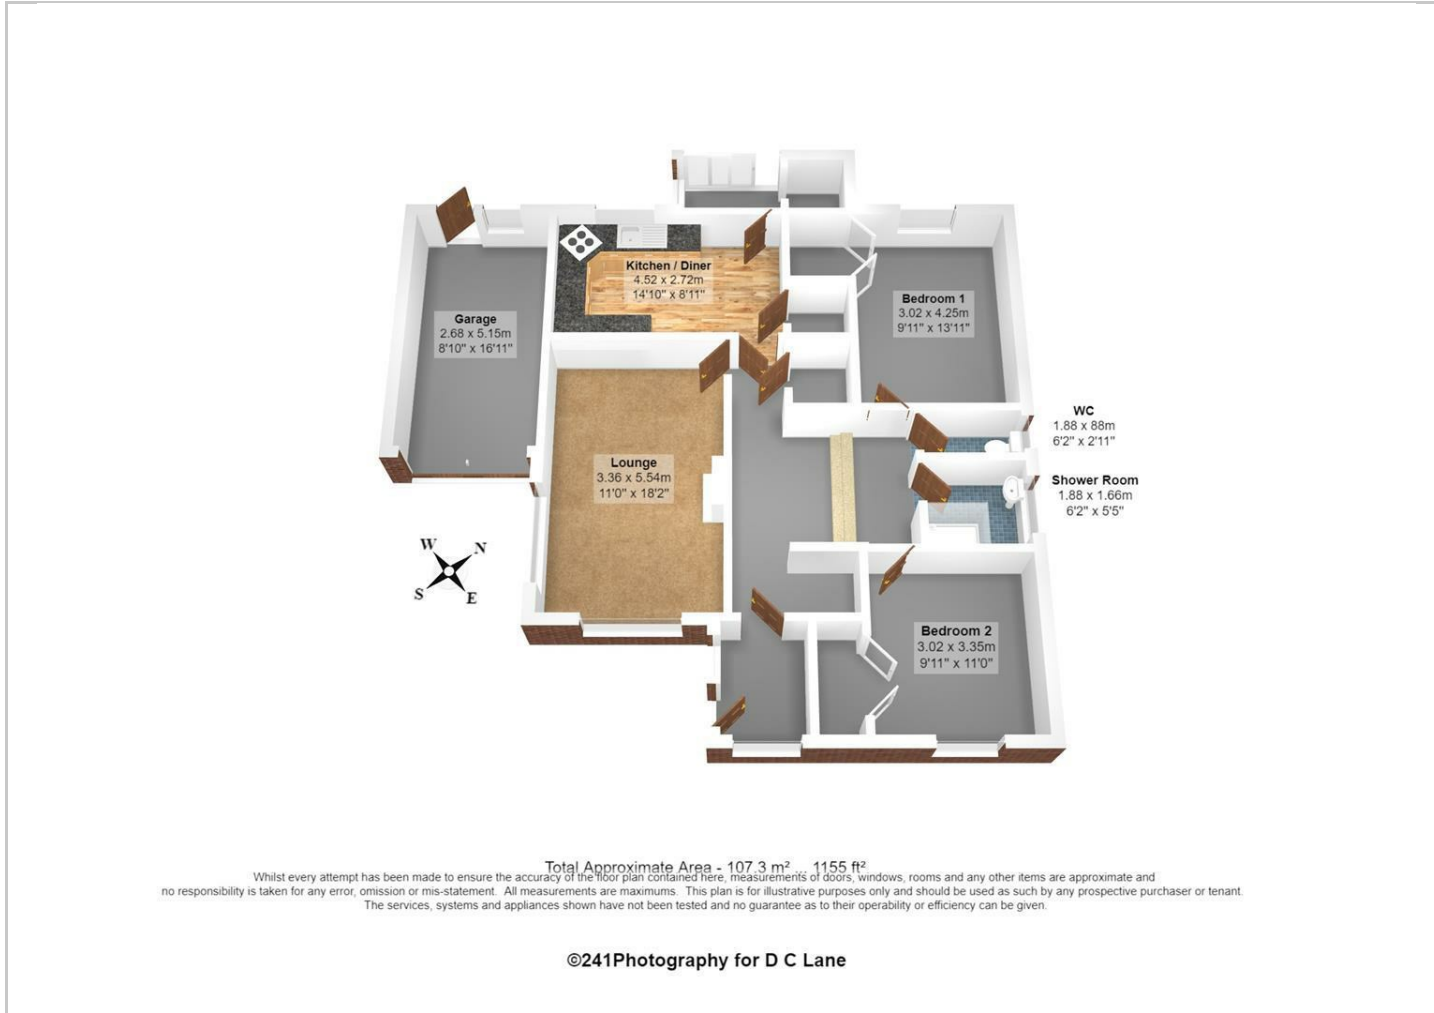 Kitchen / Diner
4.52 x 2.72m
14'10" x 8'11"
Bedroom 1
3.02 x 4.25m
9'11" x 13'11"
Garage
2.68 x 5.15m
8'10" x 16'11"
WC
1.88 x 88m
6'2" x 2'11"
Lounge
3.36 x 5.54m
11'0" x 18'2"
Shower Room
1.88 x 1.66m
6'2" x 5'5"
W
N
S
E
Bedroom 2
3.02 x 3.35m
9'11" x 11'0"
Total Approximate Area - 107.3 m² ... 1155 ft²
Whilst every attempt has been made to ensure the accuracy of the floor plan contained here, measurements of doors, windows, rooms and any other items are approximate and
no responsibility is taken for any error, omission or mis-statement. All measurements are maximums. This plan is for illustrative purposes only and should be used as such by any prospective purchaser or tenant.
The services, systems and appliances shown have not been tested and no guarantee as to their operability or efficiency can be given.
©241Photography for D C Lane